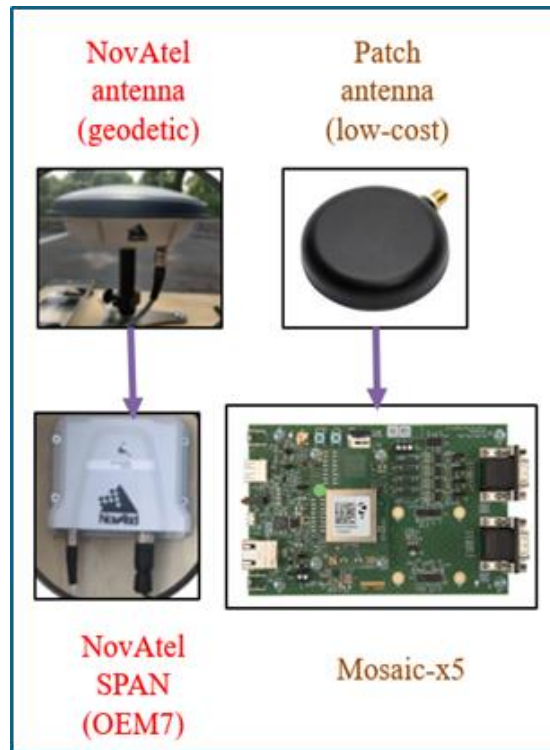 NovAtel
antenna
(geodetic)
Patch
antenna
(low-cost)
NovAtel
NovAtel
SPAN
(OEM7)
Mosaic-x5